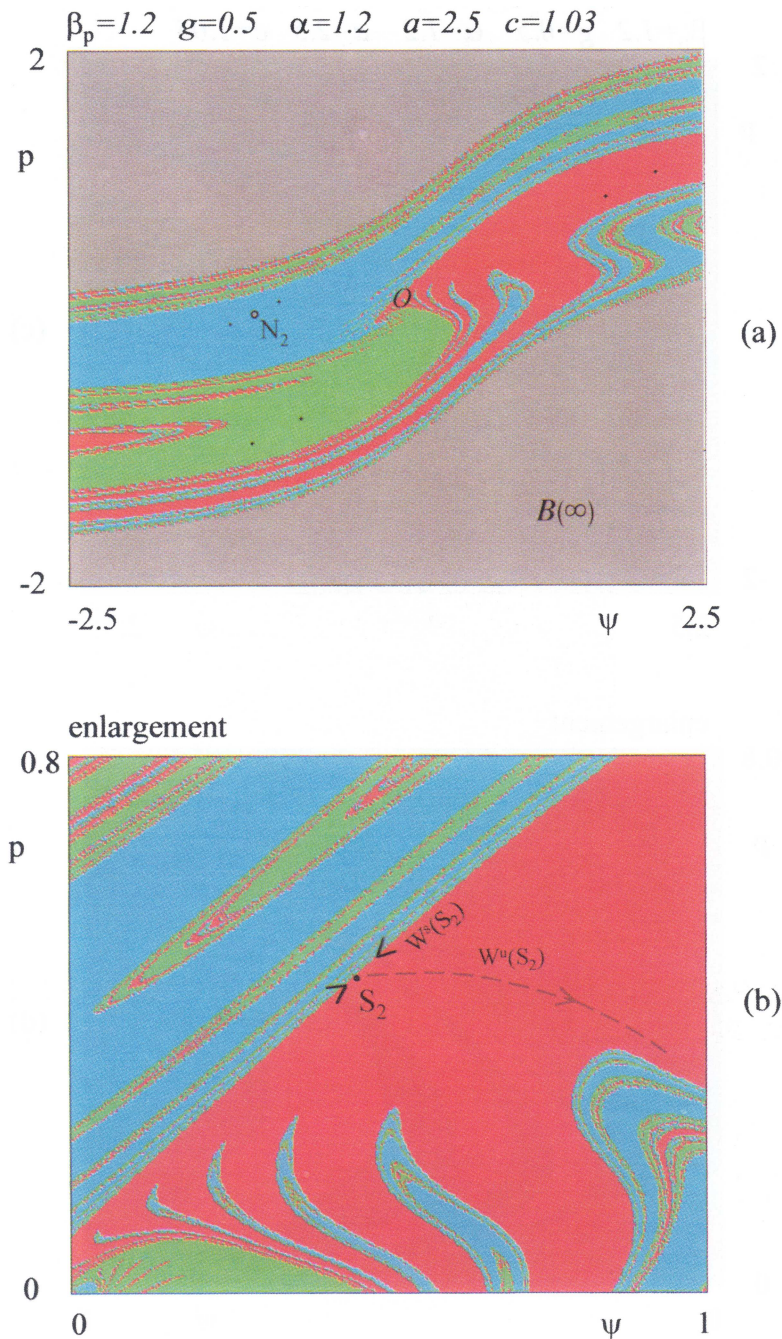 βp=1.2 g=0.5 α=1.2 a=2.5 c=1.03
2
p
O
N2
(a)
B(∞)
-2
-2.5 ψ 2.5
enlargement
0.8
p
Ws(S2)
Wu(S2)
S2
(b)
0
0 ψ 1